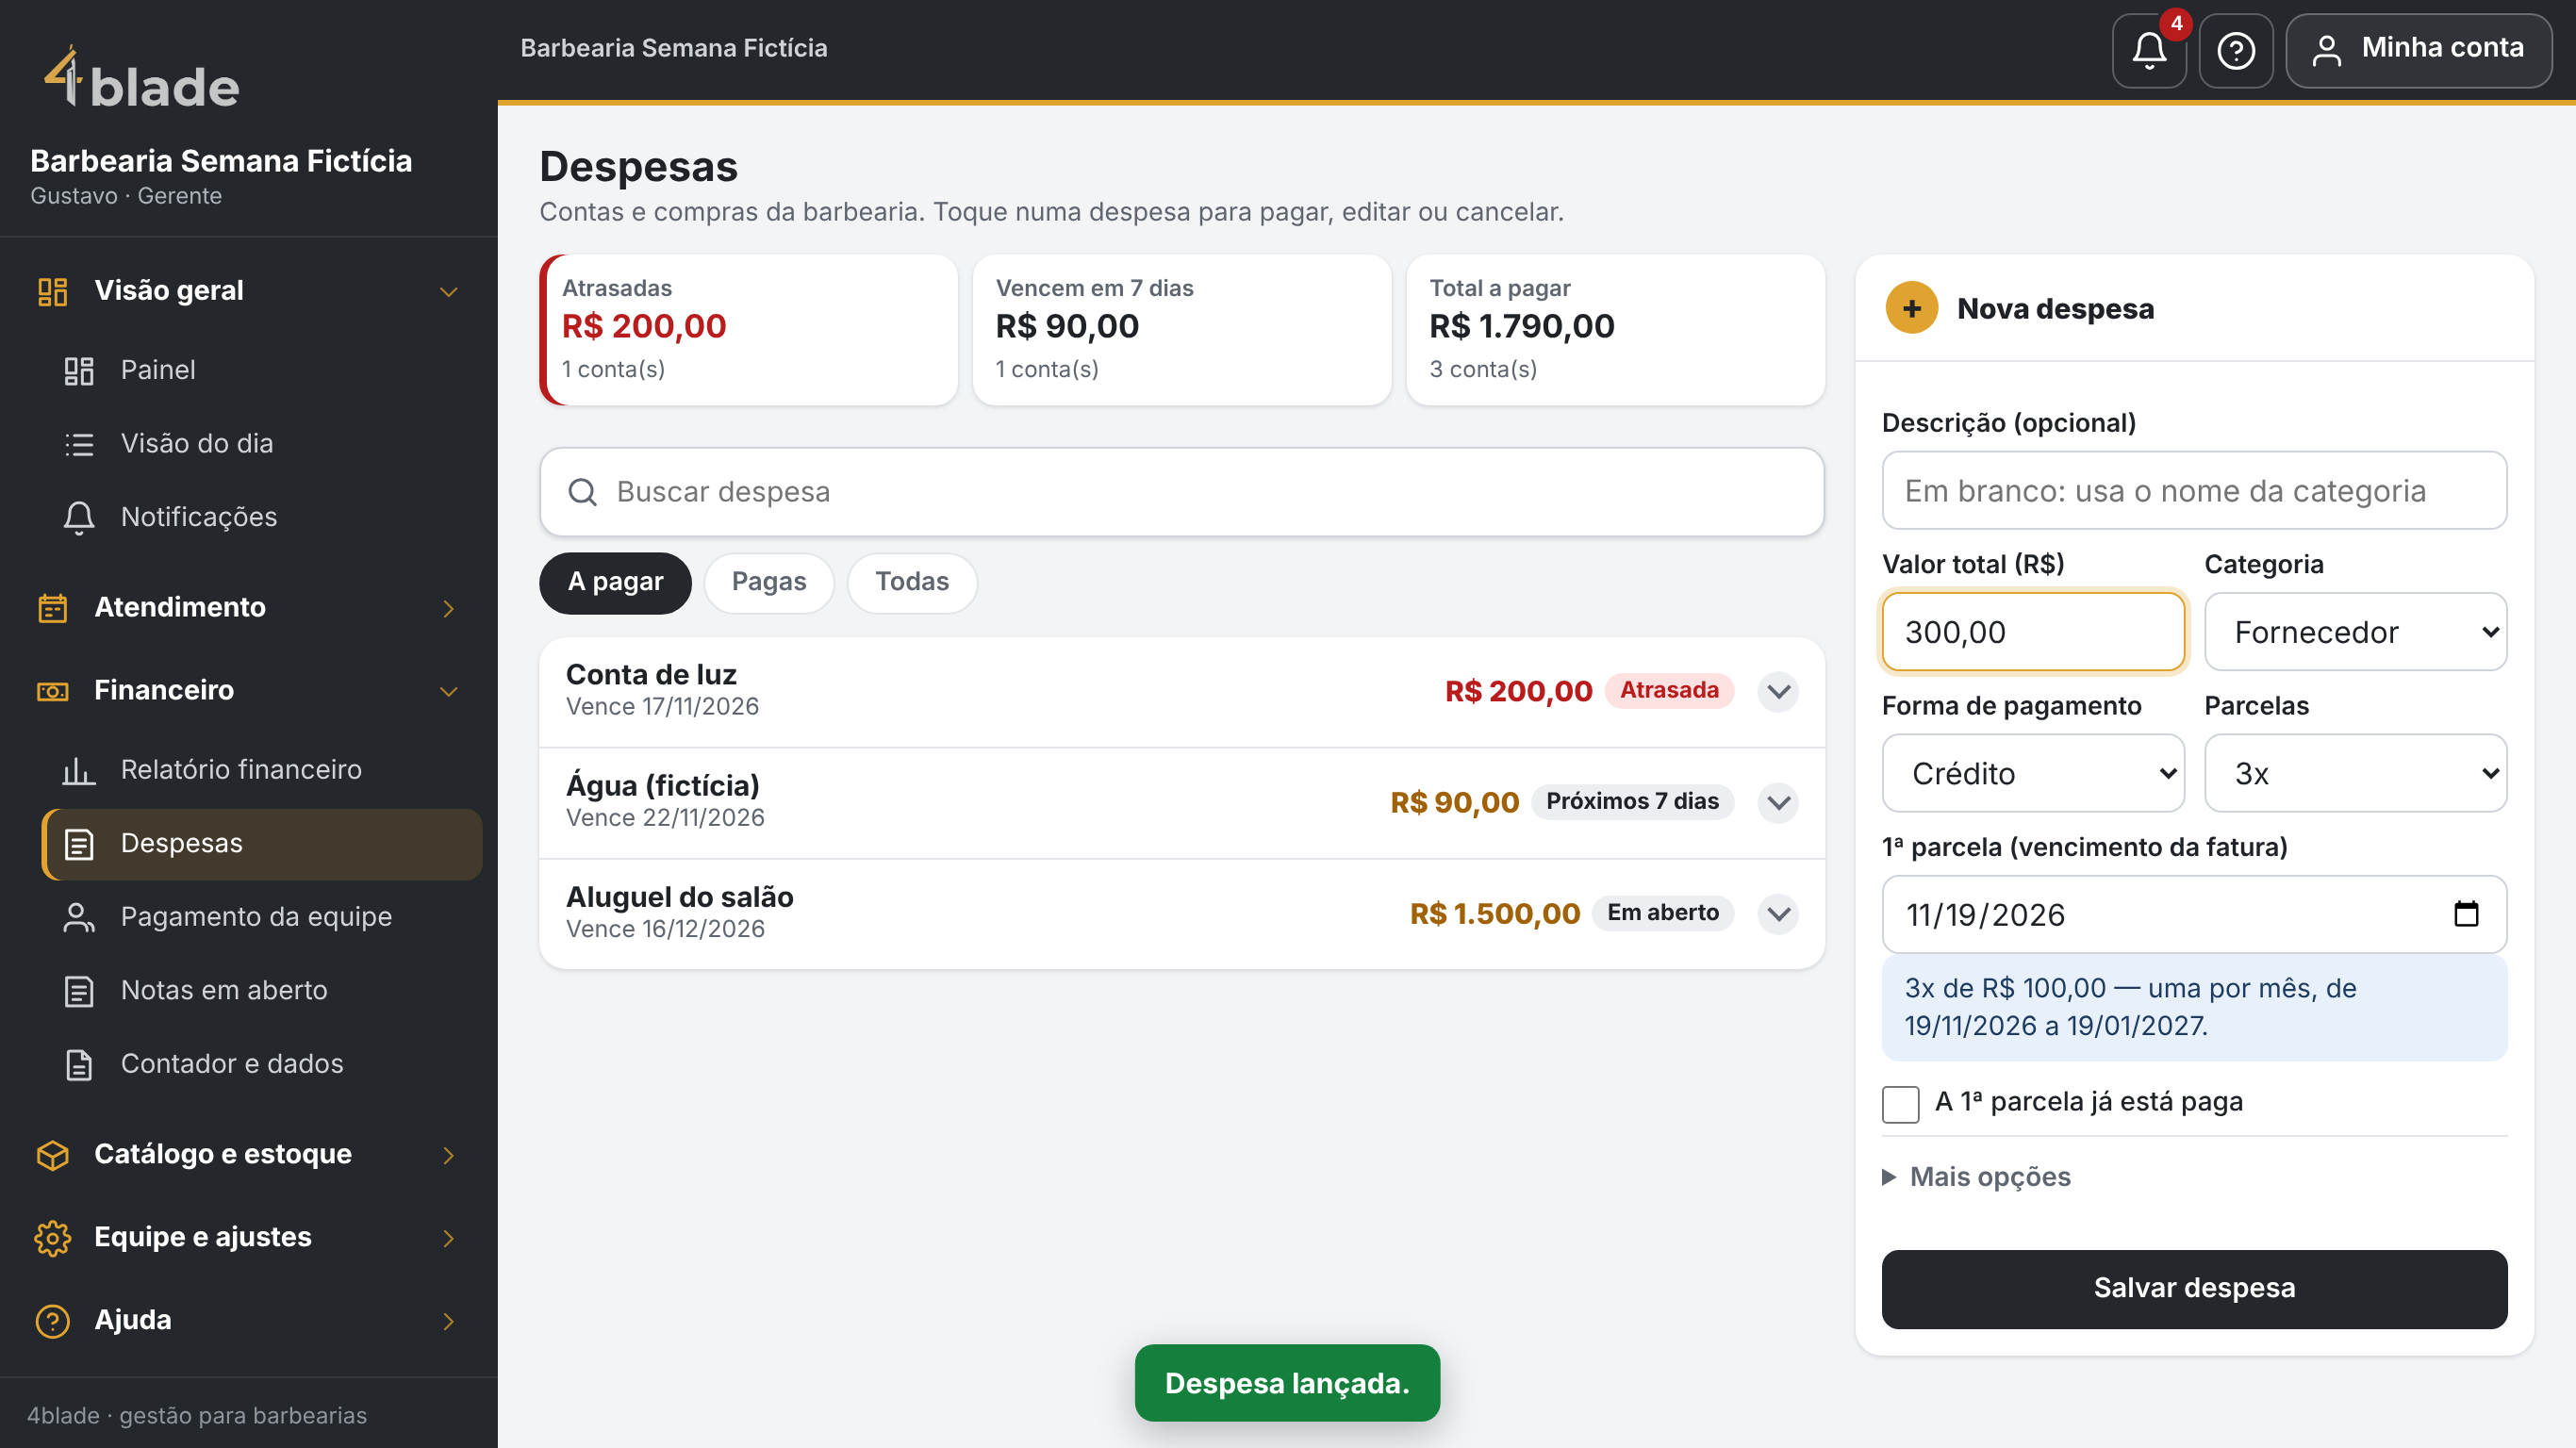 4blade
Barbearia Semana Fictícia
Gustavo · Gerente
Visão geral
Painel
Visão do dia
Notificações
Atendimento
Financeiro
Relatório financeiro
Despesas
Pagamento da equipe
Notas em aberto
Contador e dados
Catálogo e estoque
Equipe e ajustes
Ajuda
4blade · gestão para barbearias
Barbearia Semana Fictícia
4
Minha conta
Despesas
Contas e compras da barbearia. Toque numa despesa para pagar, editar ou cancelar.
Atrasadas
R$ 200,00
1 conta(s)
Vencem em 7 dias
R$ 90,00
1 conta(s)
Total a pagar
R$ 1.790,00
3 conta(s)
Buscar despesa
A pagar
Pagas
Todas
Conta de luz
Vence 17/11/2026
R$ 200,00
Atrasada
Água (fictícia)
Vence 22/11/2026
R$ 90,00
Próximos 7 dias
Aluguel do salão
Vence 16/12/2026
R$ 1.500,00
Em aberto
Nova despesa
Descrição (opcional)
Em branco: usa o nome da categoria
Valor total (R$)
Categoria
300,00
Fornecedor
Forma de pagamento
Parcelas
Crédito
3x
1ª parcela (vencimento da fatura)
11/19/2026
3x de R$ 100,00 — uma por mês, de
19/11/2026 a 19/01/2027.
A 1ª parcela já está paga
Mais opções
Salvar despesa
Despesa lançada.